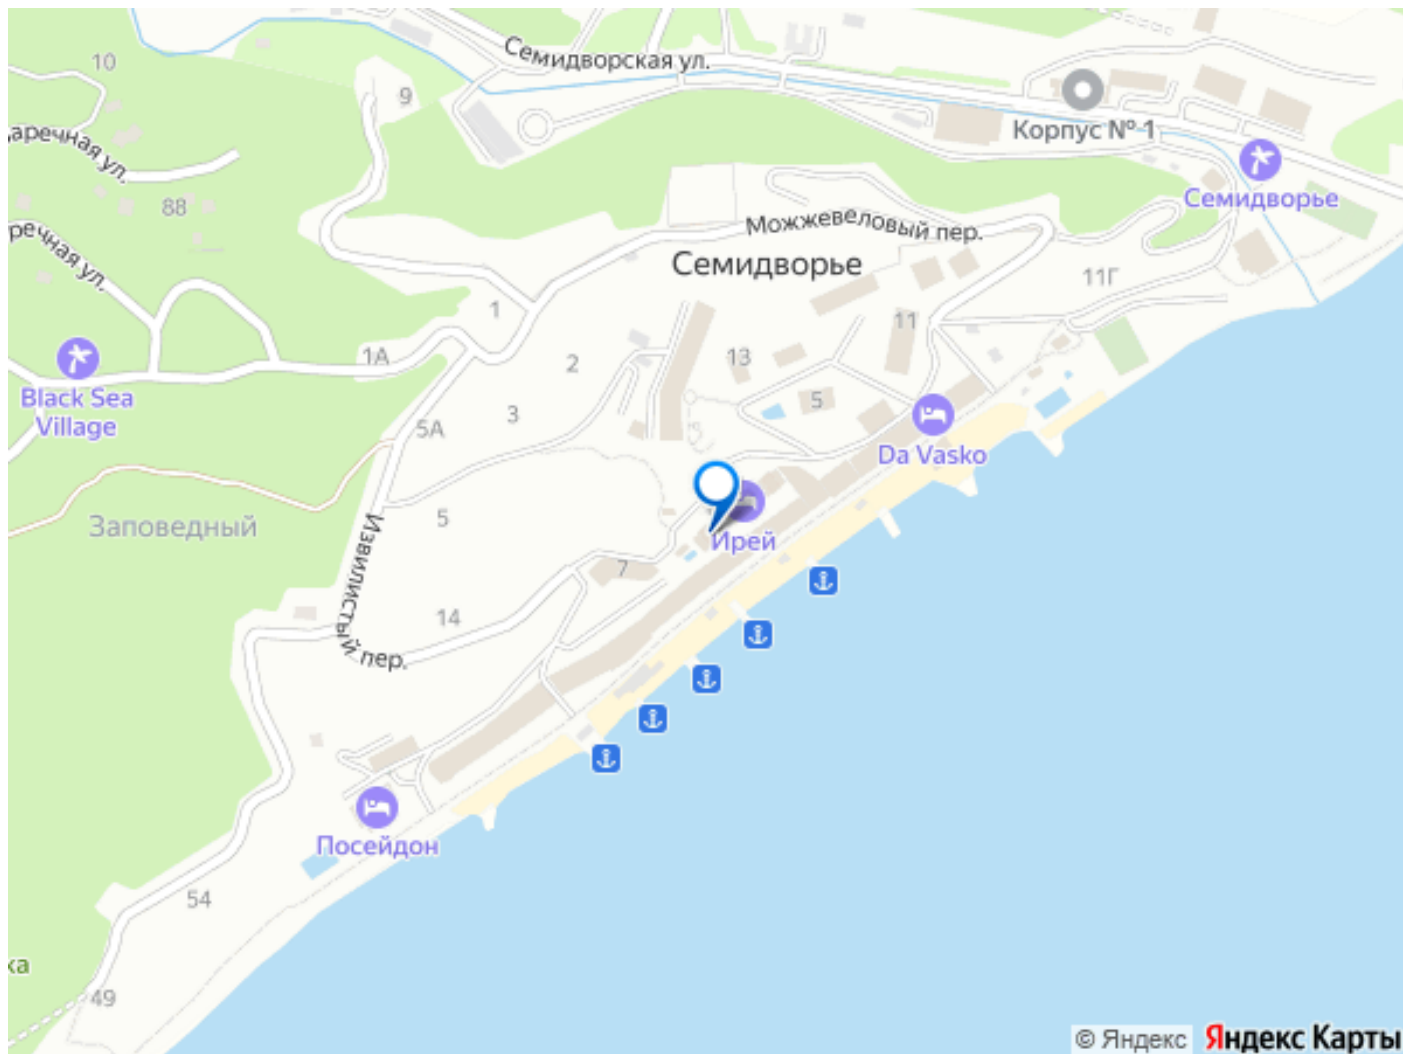 Семидворская ул.
10
9
Корпус № 1
Заречная ул.
Семидворье
88
Можжевеловый пер.
речная ул.
Семидворье
11Г
1
11
1А
2
13
Black Sea
Village
3
5
5А
Da Vasko
Заповедный
5
Извилистый пер.
Ирей
7
14
Посейдон
54
ка
49
© Яндекс
Яндекс Карты